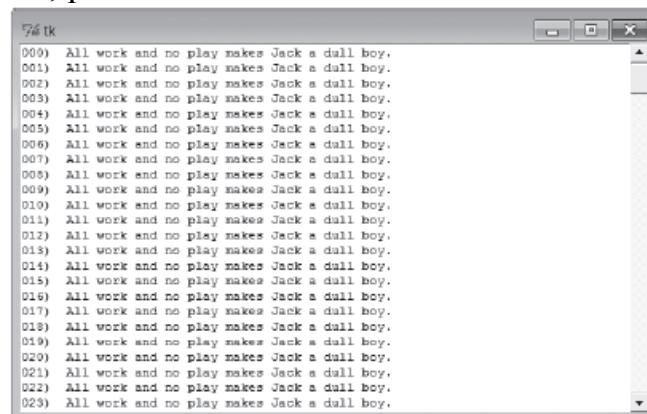 tk
000) All work and no play makes Jack a dull boy.
001) All work and no play makes Jack a dull boy.
002) All work and no play makes Jack a dull boy.
003) All work and no play makes Jack a dull boy.
004) All work and no play makes Jack a dull boy.
005) All work and no play makes Jack a dull boy.
006) All work and no play makes Jack a dull boy.
007) All work and no play makes Jack a dull boy.
008) All work and no play makes Jack a dull boy.
009) All work and no play makes Jack a dull boy.
010) All work and no play makes Jack a dull boy.
011) All work and no play makes Jack a dull boy.
012) All work and no play makes Jack a dull boy.
013) All work and no play makes Jack a dull boy.
014) All work and no play makes Jack a dull boy.
015) All work and no play makes Jack a dull boy.
016) All work and no play makes Jack a dull boy.
017) All work and no play makes Jack a dull boy.
018) All work and no play makes Jack a dull boy.
019) All work and no play makes Jack a dull boy.
020) All work and no play makes Jack a dull boy.
021) All work and no play makes Jack a dull boy.
022) All work and no play makes Jack a dull boy.
023) All work and no play makes Jack a dull boy.